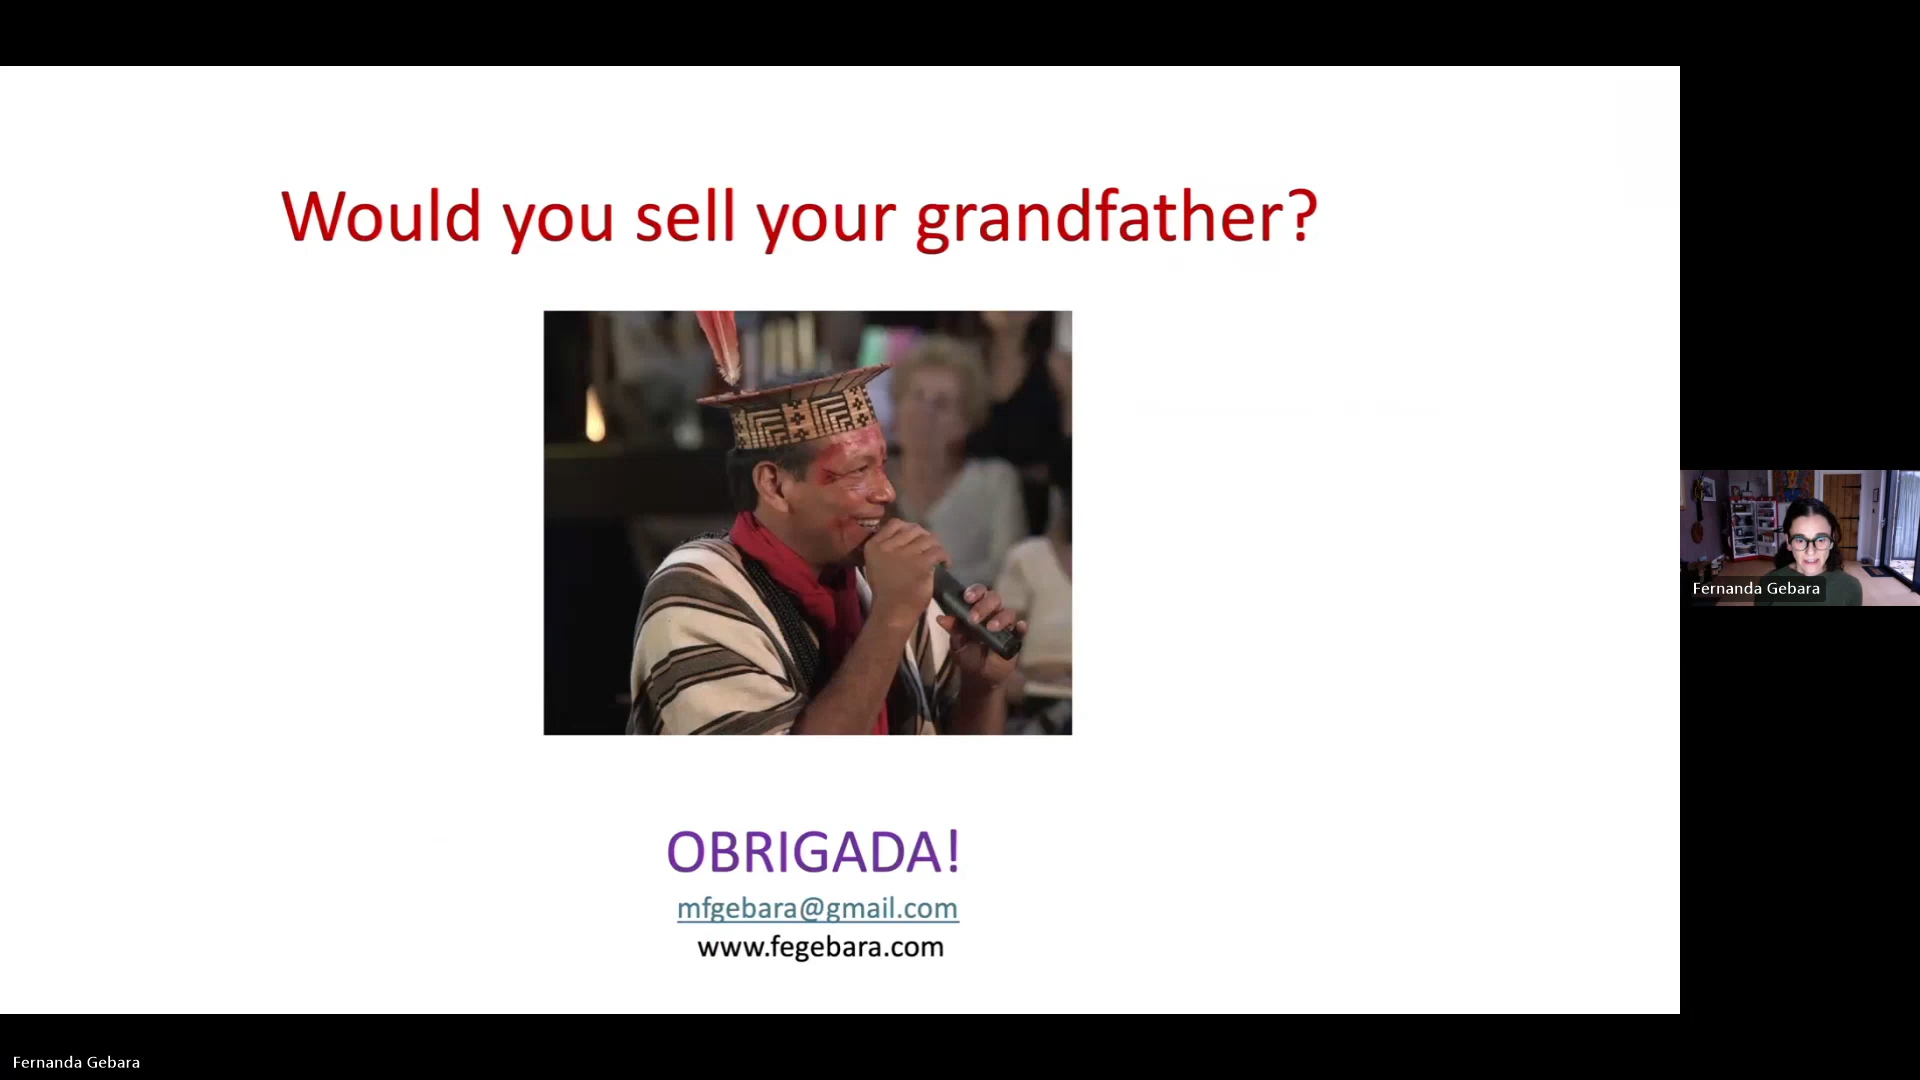 Would you sell your grandfather?
OBRIGADA!
mfgebara@gmail.com
www.fegebara.com
Fernanda Gebara
Fernanda Gebara